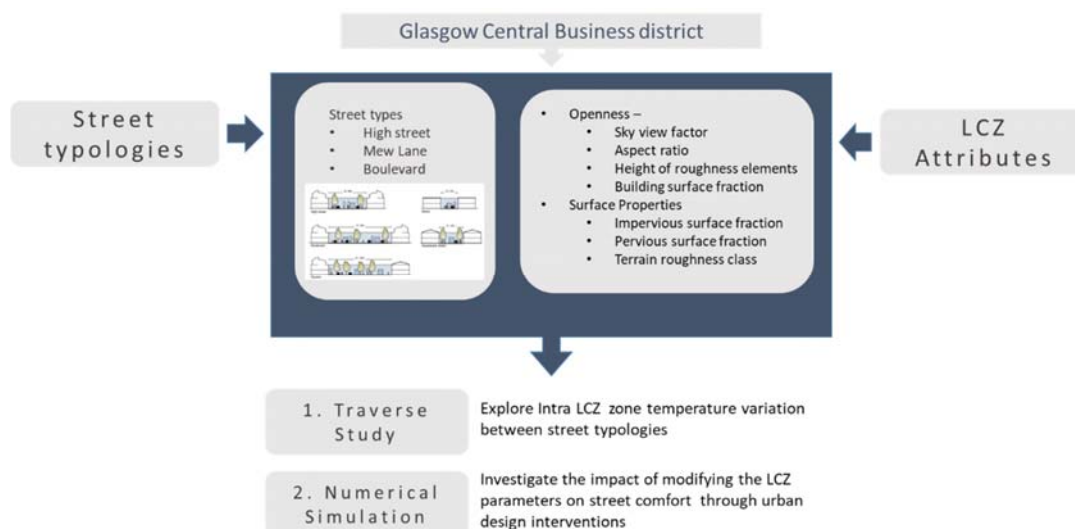 Glasgow Central Business district
Street
typologies
Street types
• High street
• Mew Lane
• Boulevard
• Openness –
• Sky view factor
• Aspect ratio
• Height of roughness elements
• Building surface fraction
• Surface Properties
• Impervious surface fraction
• Pervious surface fraction
• Terrain roughness class
LCZ
Attributes
1. Traverse
Study
Explore Intra LCZ zone temperature variation
between street typologies
2. Numerical
Simulation
Investigate the impact of modifying the LCZ
parameters on street comfort through urban
design interventions